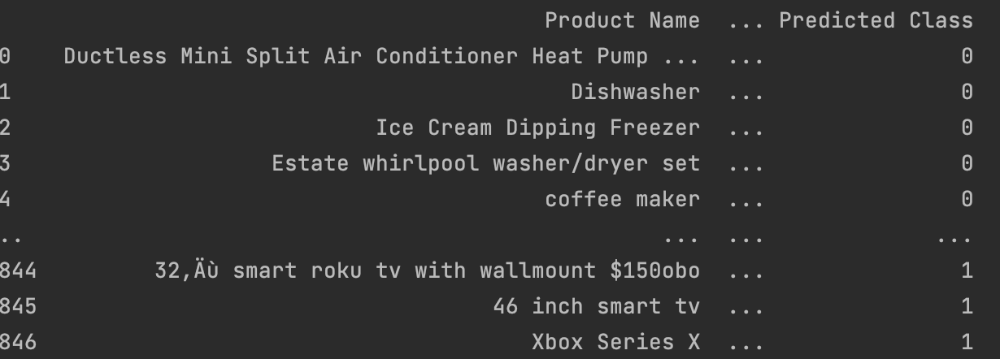 Product Name ... Predicted Class
0 Ductless Mini Split Air Conditioner Heat Pump ... ... 0
1 Dishwasher ... 0
2 Ice Cream Dipping Freezer ... 0
3 Estate whirlpool washer/dryer set ... 0
4 coffee maker ... 0
.. ... ... ...
844 32‚Äù smart roku tv with wallmount $150obo ... 1
845 46 inch smart tv ... 1
846 Xbox Series X ... 1